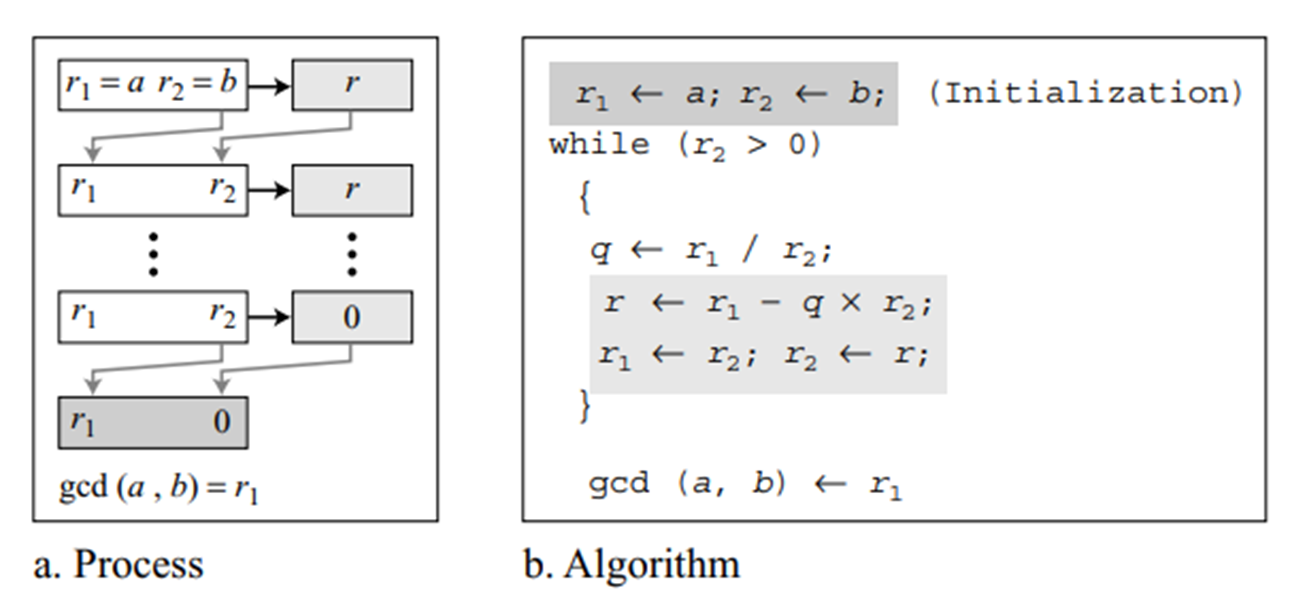 r₁ = a r₂ = b r
r₁ r₂ r
r₁ r₂ 0
r₁ 0
gcd (a , b) = r₁
a. Process
r₁ ← a; r₂ ← b; (Initialization)
while (r₂ > 0)
{
q ← r₁ / r₂;
r ← r₁ − q × r₂;
r₁ ← r₂; r₂ ← r;
}
gcd (a, b) ← r₁
b. Algorithm